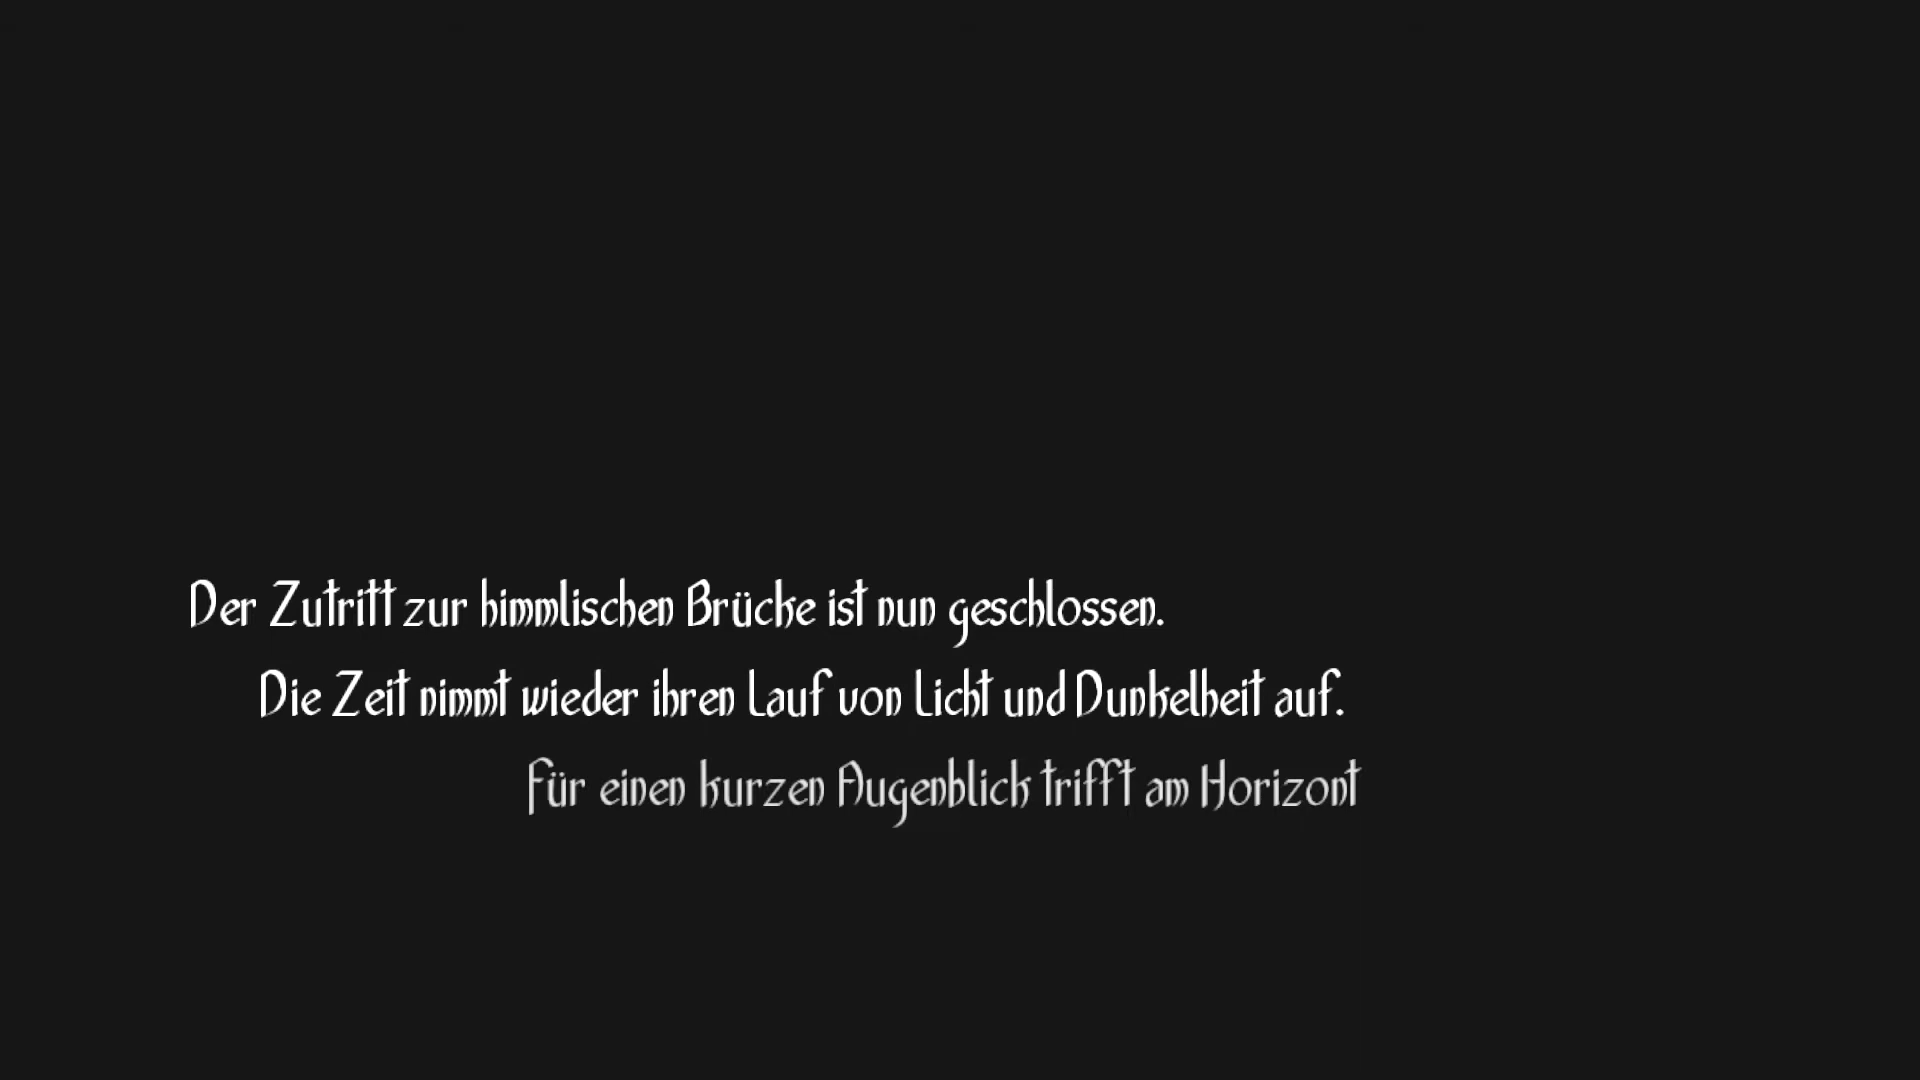 Der Zutritt zur himmlischen Brücke ist nun geschlossen.
Die Zeit nimmt wieder ihren Lauf von Licht und Dunkelheit auf.
Für einen kurzen Augenblick trifft am Horizont